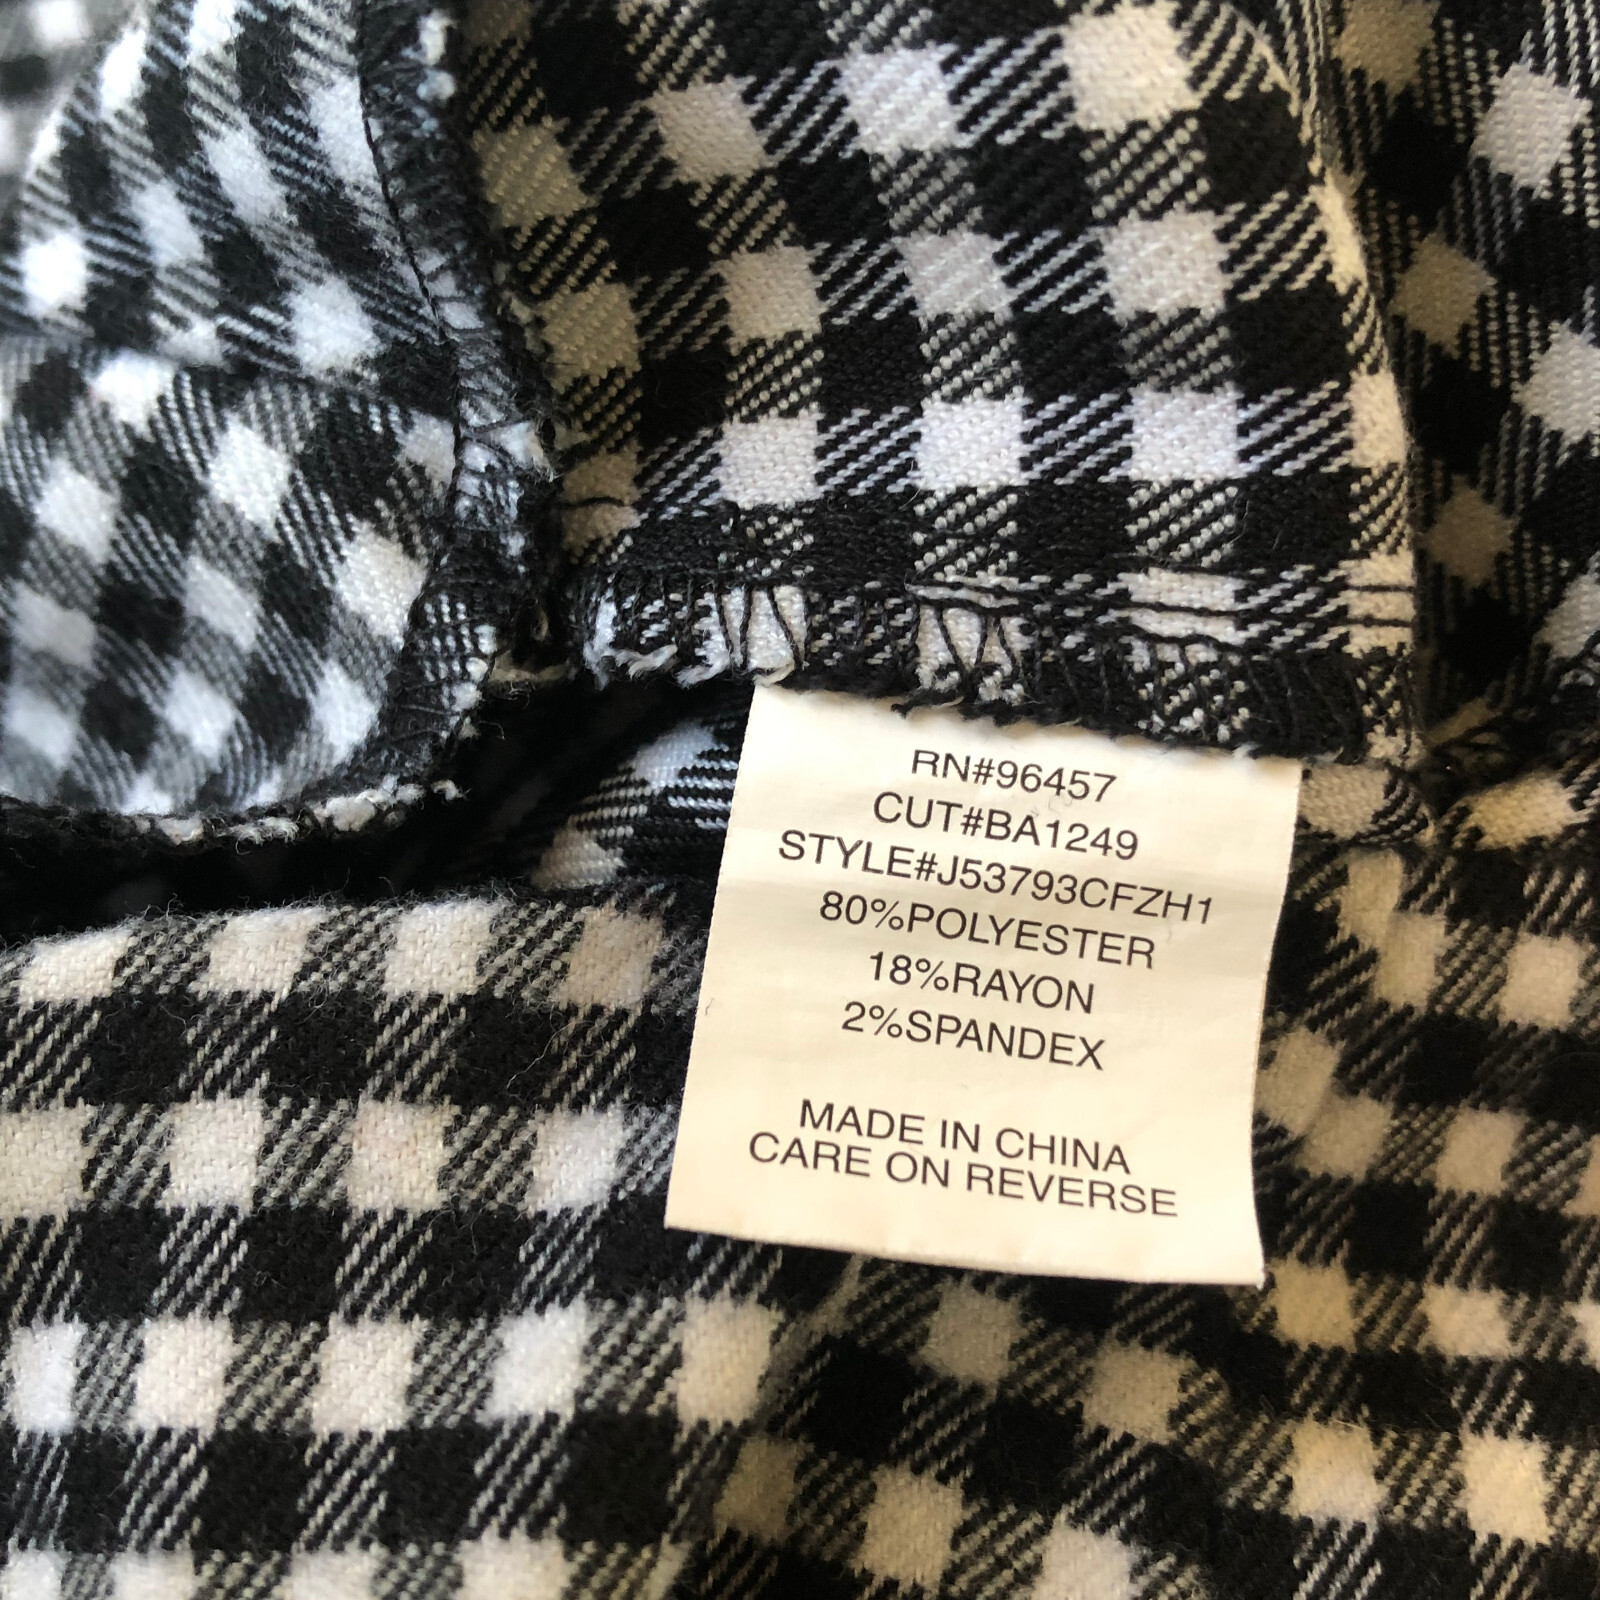 RN#96457
CUT#BA1249
STYLE#J53793CFZH1
80%POLYESTER
18%RAYON
2%SPANDEX
MADE IN CHINA
CARE ON REVERSE